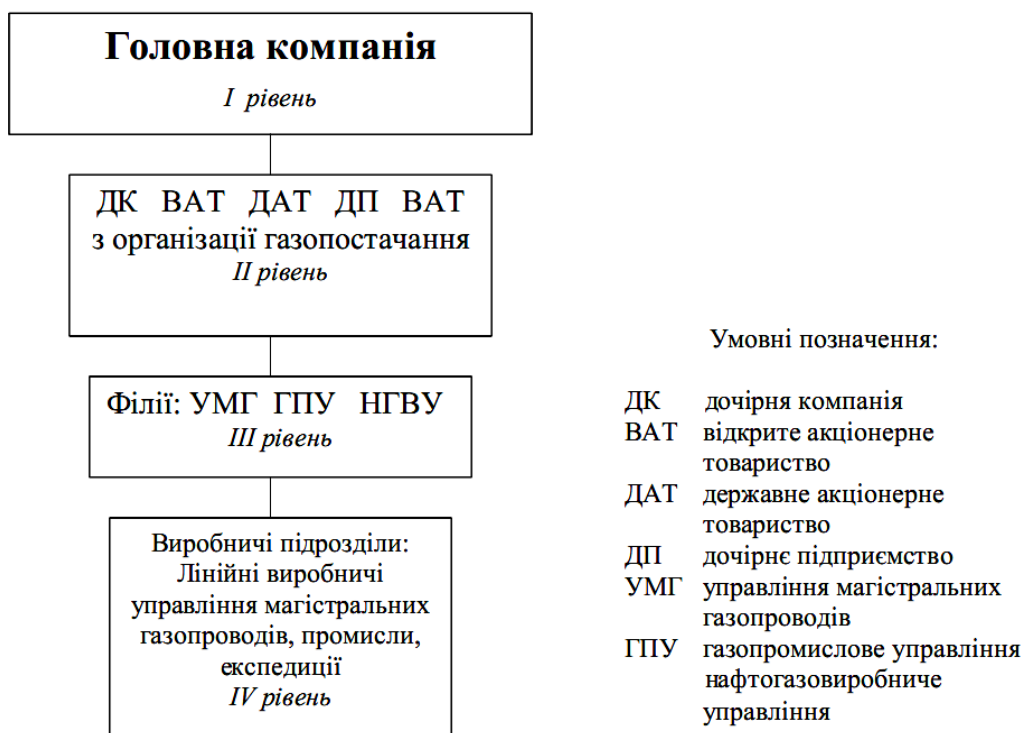 Головна компанія
І рівень
ДК ВАТ ДАТ ДП ВАТ
з організації газопостачання
ІІ рівень
Філії: УМГ ГПУ НГВУ
ІІІ рівень
Виробничі підрозділи:
Лінійні виробничі
управління магістральних
газопроводів, промисли,
експедиції
IV рівень
Умовні позначення:
ДК дочірня компанія
ВАТ відкрите акціонерне
товариство
ДАТ державне акціонерне
товариство
ДП дочірнє підприємство
УМГ управління магістральних
газопроводів
ГПУ газопромислове управління
нафтогазовиробниче
управління